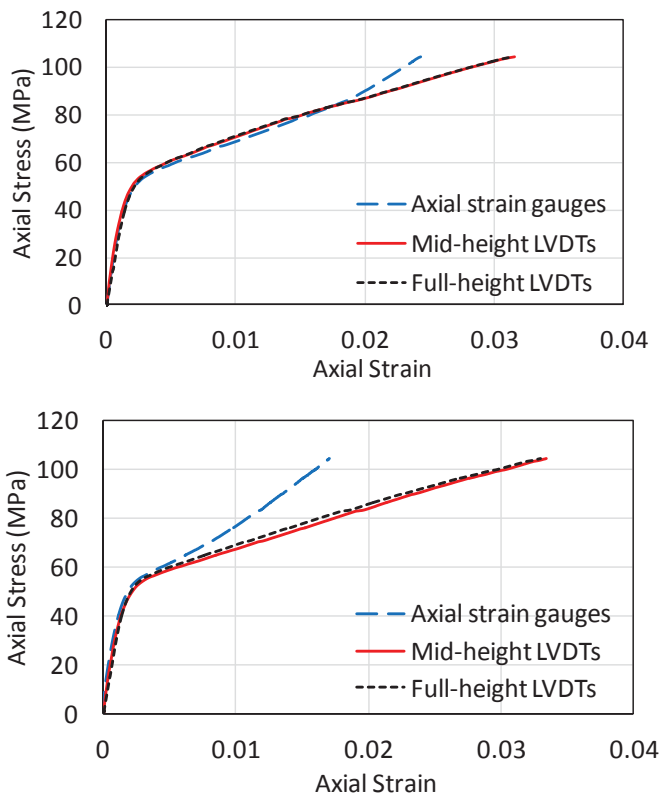 120
100
80
60
40
20
0
Axial Stress (MPa)
Axial strain gauges
Mid-height LVDTs
Full-height LVDTs
0 0.01 0.02 0.03 0.04
Axial Strain
120
100
80
60
40
20
0
Axial Stress (MPa)
Axial strain gauges
Mid-height LVDTs
Full-height LVDTs
0 0.01 0.02 0.03 0.04
Axial Strain